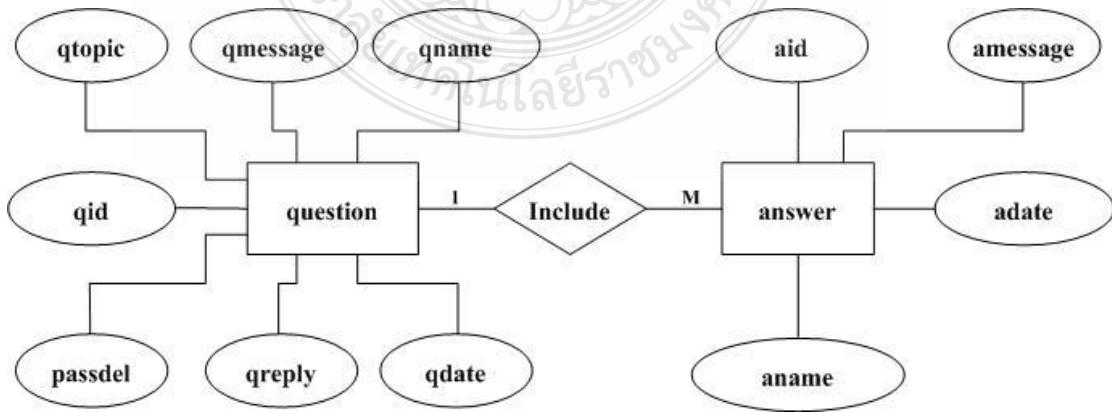 qtopic
qmessage
qname
aid
amessage
qid
question
1
Include
M
answer
adate
passdel
qreply
qdate
aname